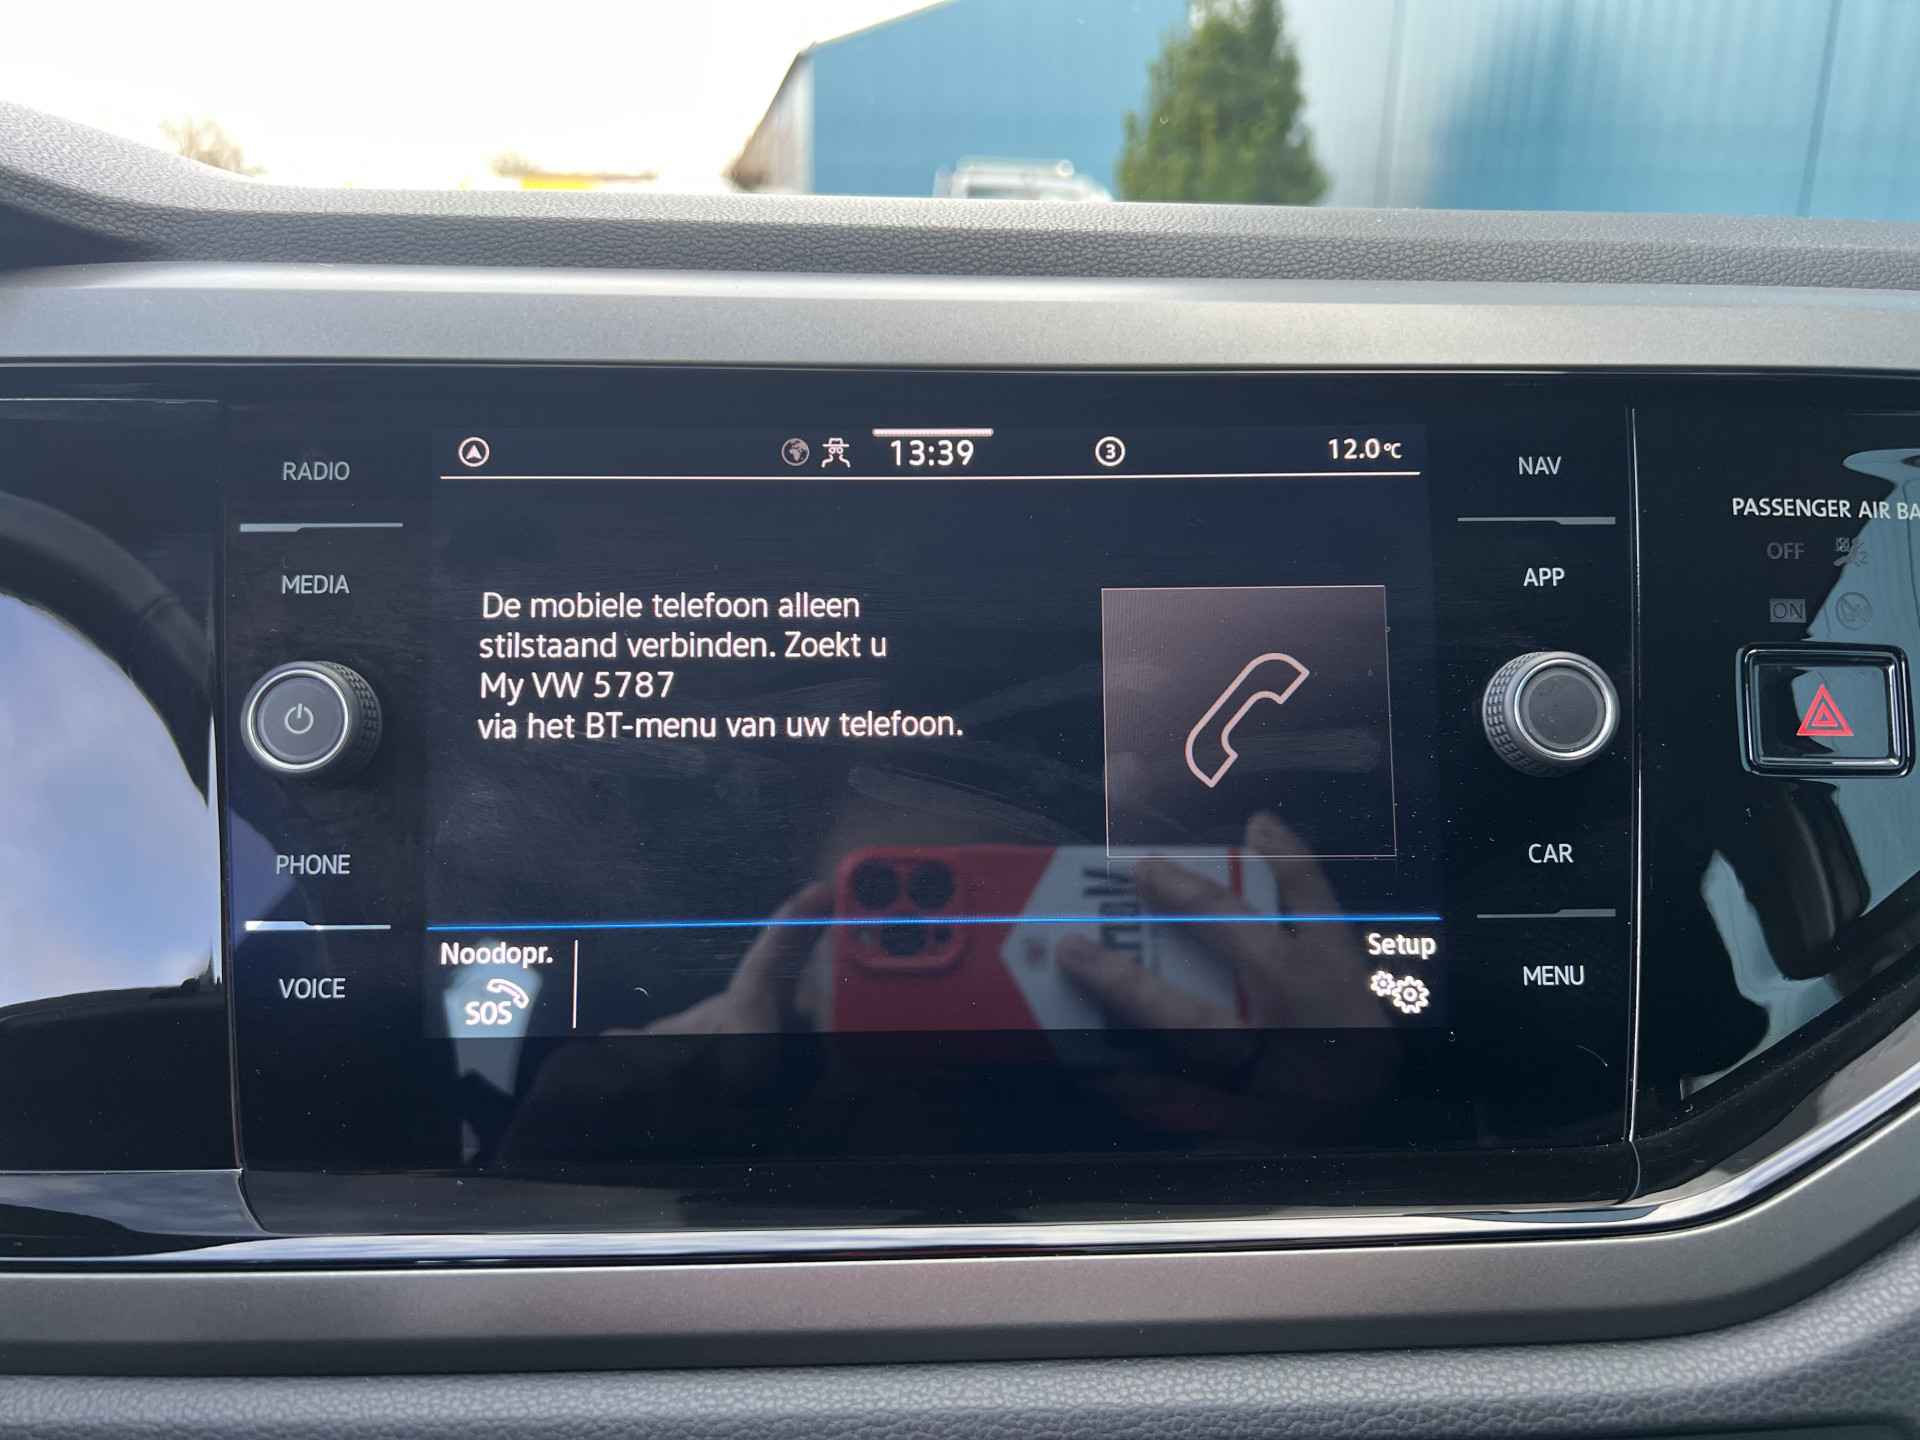 RADIO
MEDIA
PHONE
VOICE
13:39
3
12.0°C
De mobiele telefoon alleen
stilstaand verbinden. Zoekt u
My VW 5787
via het BT-menu van uw telefoon.
Noodopr.
SOS
Setup
NAV
APP
CAR
MENU
PASSENGER AIR BA
OFF
ON